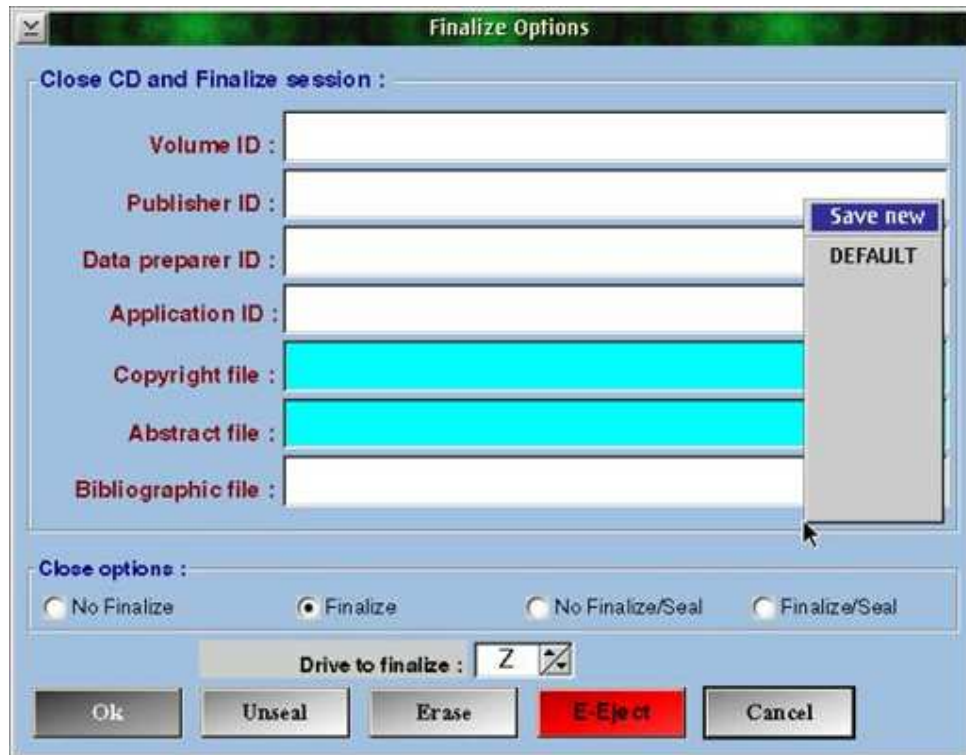 Finalize Options
Close CD and Finalize session :
Volume ID :
Publisher ID :
Save new
Data preparer ID :
DEFAULT
Application ID :
Copyright file :
Abstract file :
Bibliographic file :
Close options :
No Finalize Finalize No Finalize/Seal Finalize/Seal
Drive to finalize : Z
Ok Unseal Erase E-Eject Cancel